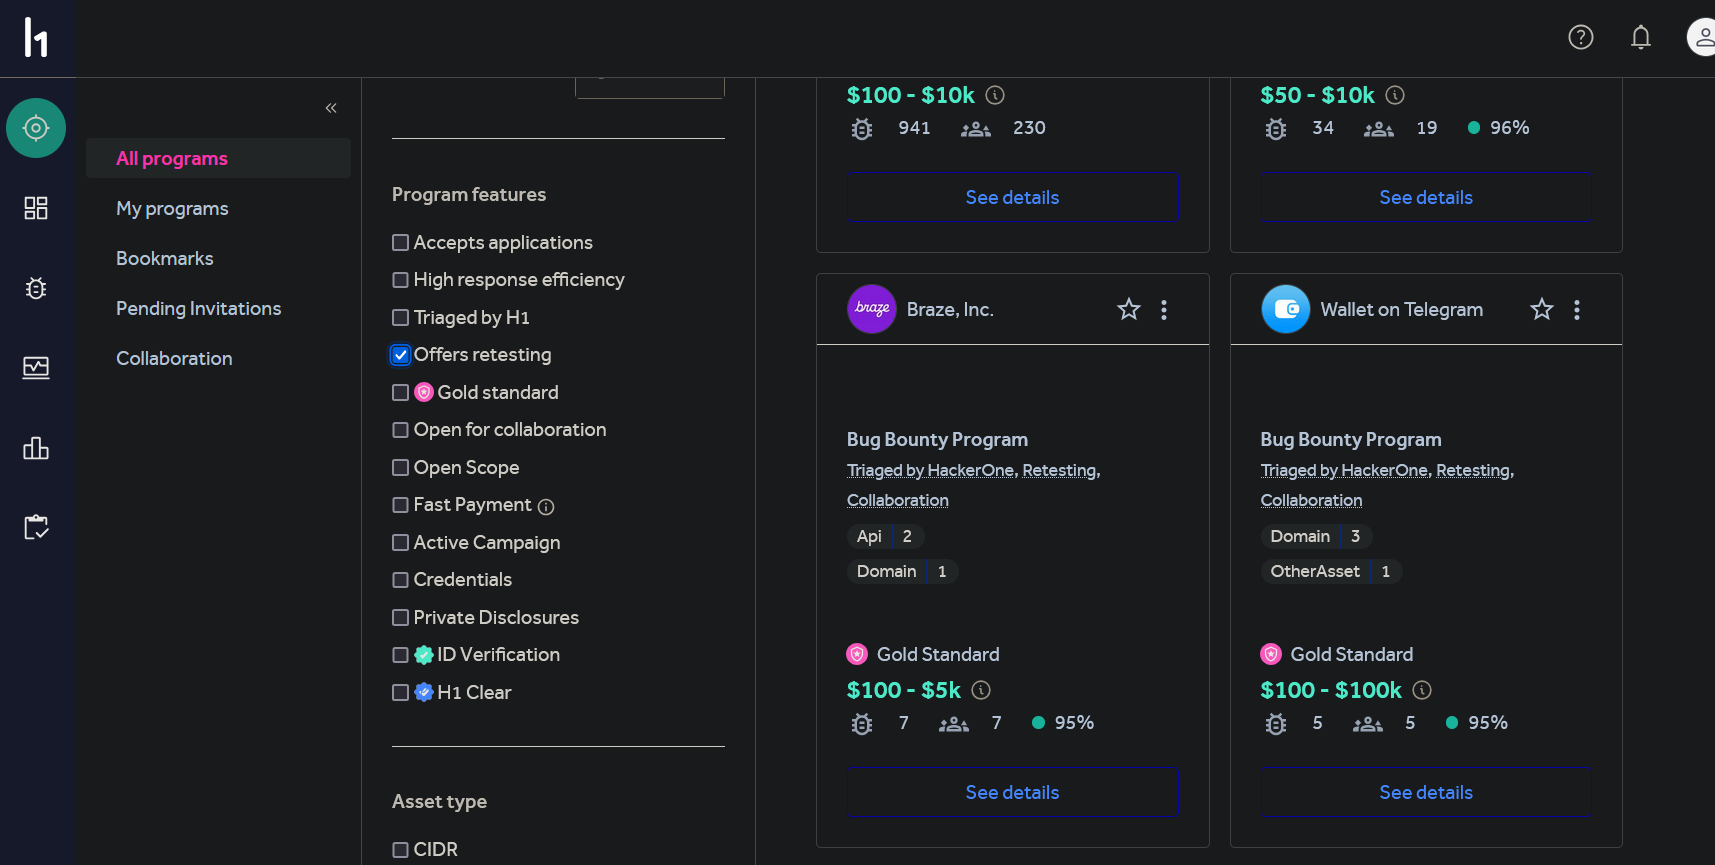 h1
«
All programs
My programs
Bookmarks
Pending Invitations
Collaboration
Program features
Accepts applications
High response efficiency
Triaged by H1
Offers retesting
Gold standard
Open for collaboration
Open Scope
Fast Payment
Active Campaign
Credentials
Private Disclosures
ID Verification
H1 Clear
Asset type
CIDR
$100 - $10k
941 230
See details
$50 - $10k
34 19 96%
See details
braze Braze, Inc.
Bug Bounty Program
Triaged by HackerOne, Retesting,
Collaboration
Api 2
Domain 1
Gold Standard
$100 - $5k
7 7 95%
See details
Wallet on Telegram
Bug Bounty Program
Triaged by HackerOne, Retesting,
Collaboration
Domain 3
OtherAsset 1
Gold Standard
$100 - $100k
5 5 95%
See details